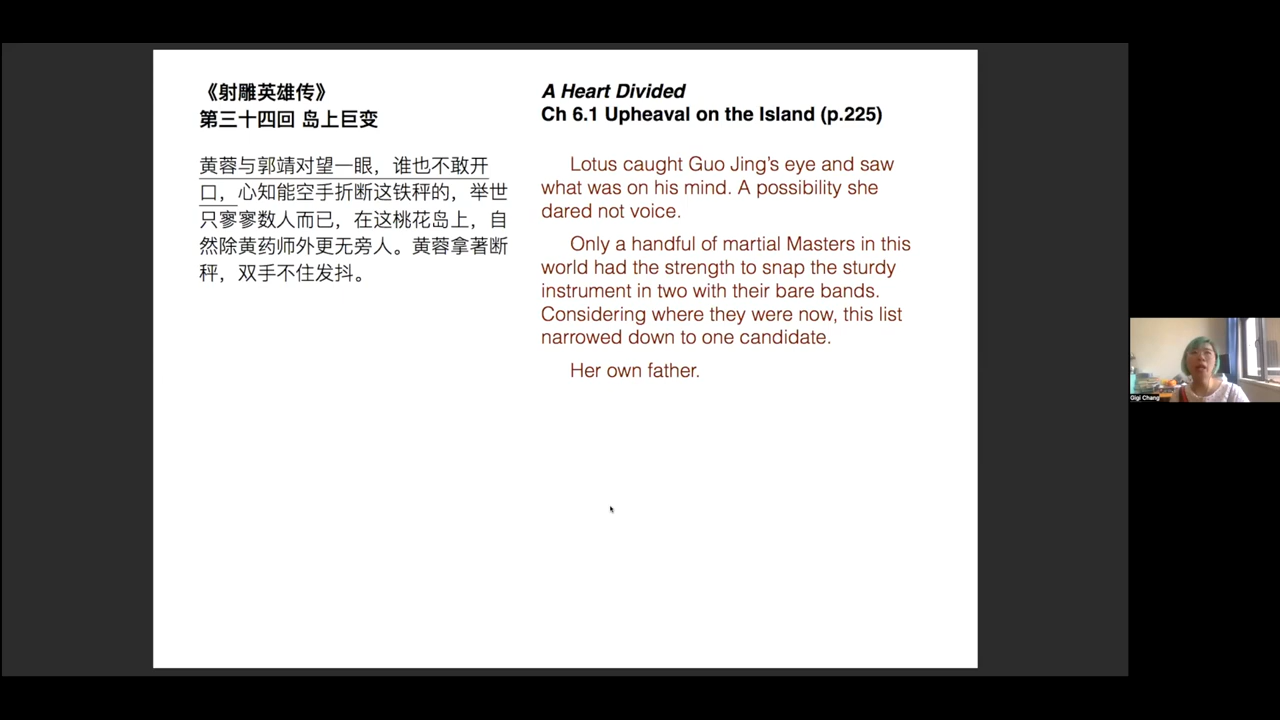 《射雕英雄传》
第三十四回 岛上巨变
黄蓉与郭靖对望一眼，谁也不敢开
口，心知能空手折断这铁秤的，举世
只寥寥数人而已，在这桃花岛上，自
然除黄药师外更无旁人。黄蓉拿著断
秤，双手不住发抖。
A Heart Divided
Ch 6.1 Upheaval on the Island (p.225)
Lotus caught Guo Jing's eye and saw
what was on his mind. A possibility she
dared not voice.
Only a handful of martial Masters in this
world had the strength to snap the sturdy
instrument in two with their bare bands.
Considering where they were now, this list
narrowed down to one candidate.
Her own father.
Gigi Chang